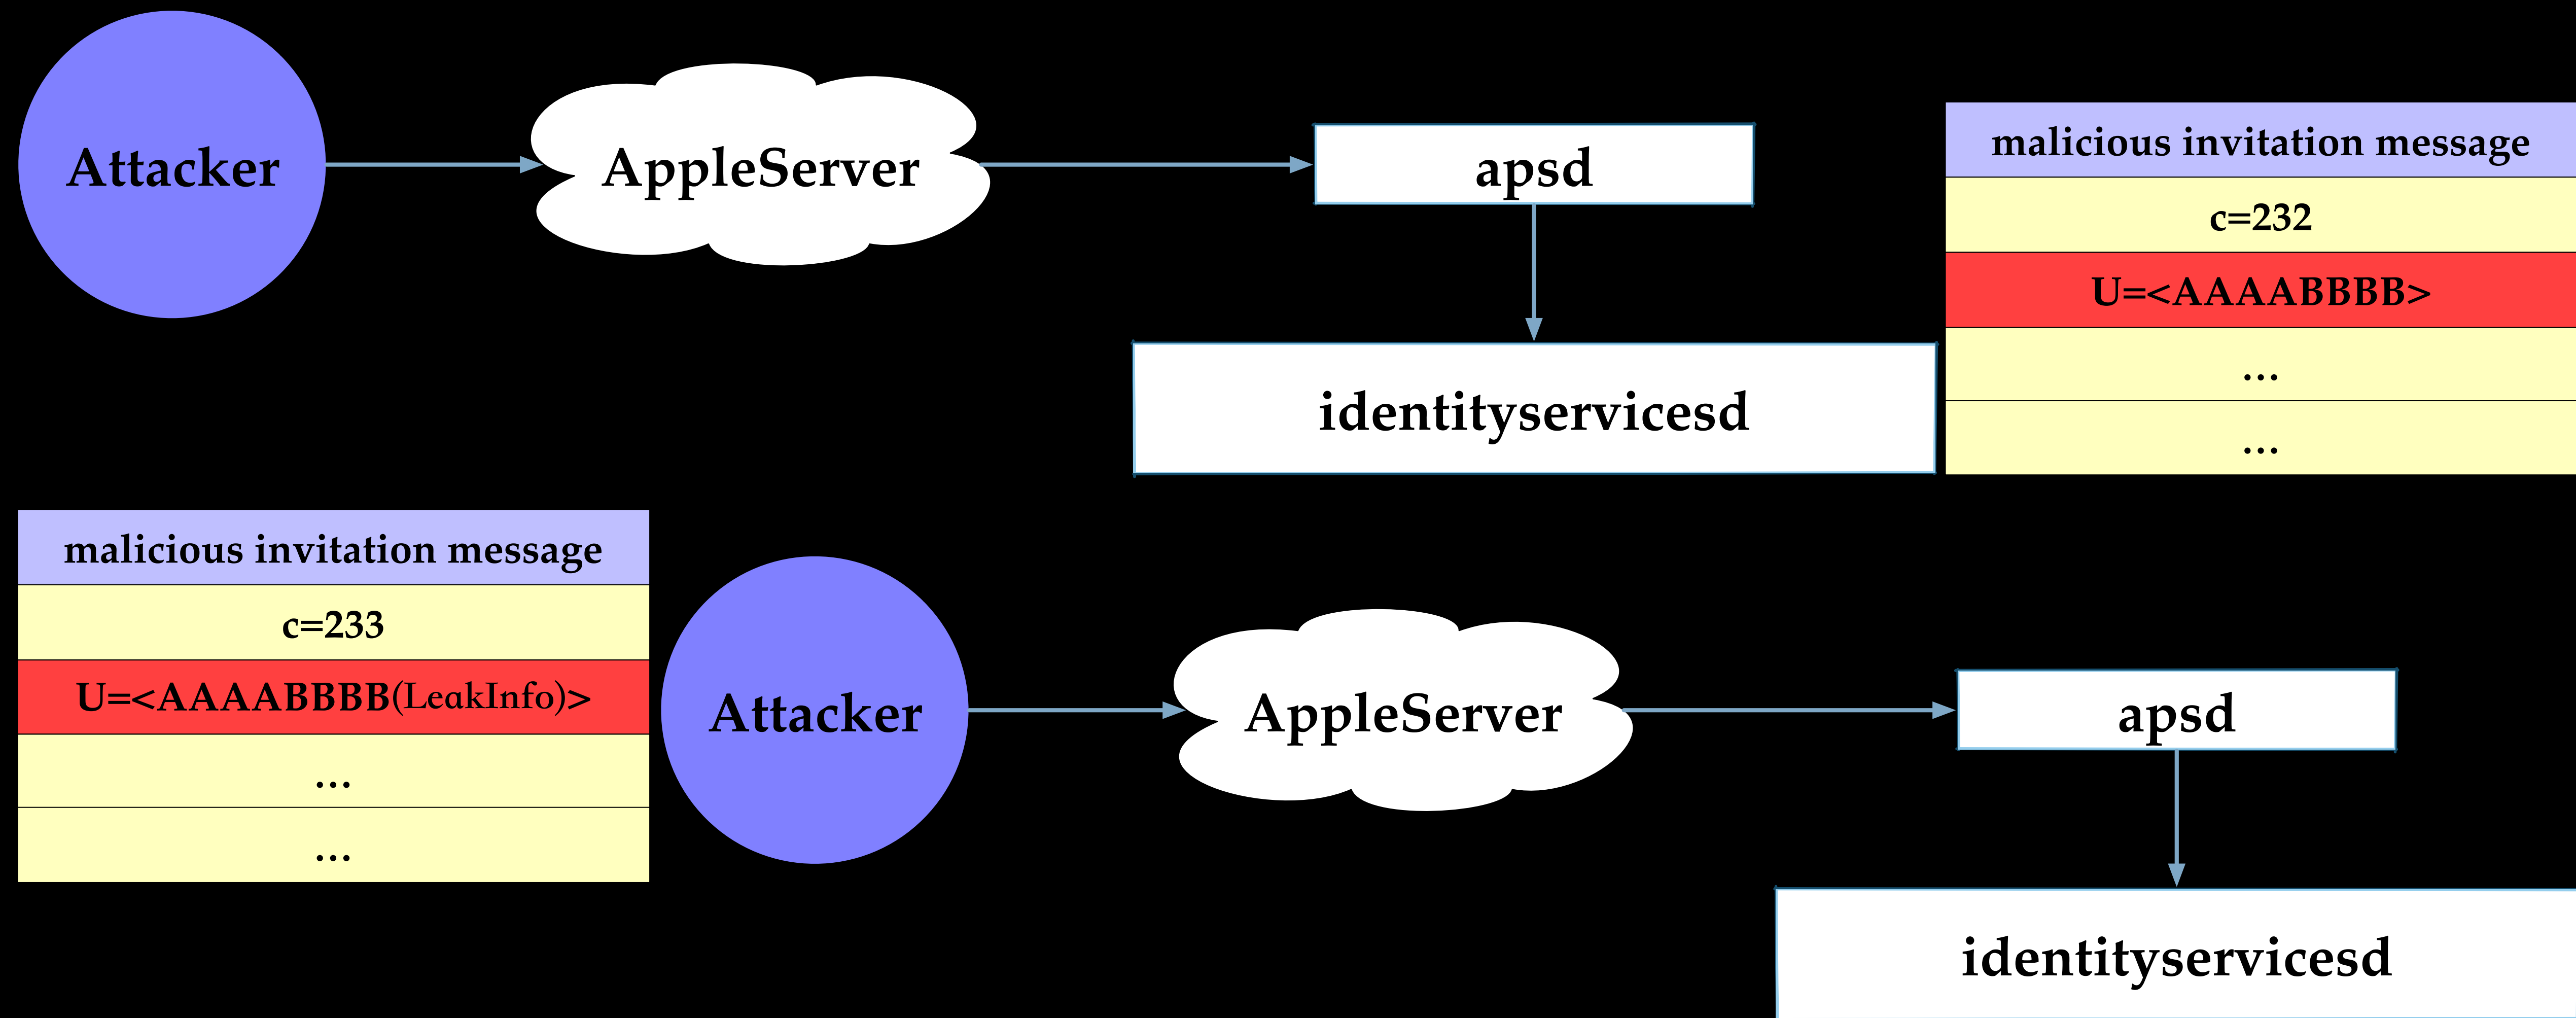 Attacker
AppleServer
apsd
identityservicesd
malicious invitation message
c=232
U=<AAAABBBB>
...
...
malicious invitation message
c=233
U=<AAAABBBB(LeakInfo)>
...
...
Attacker
AppleServer
apsd
identityservicesd